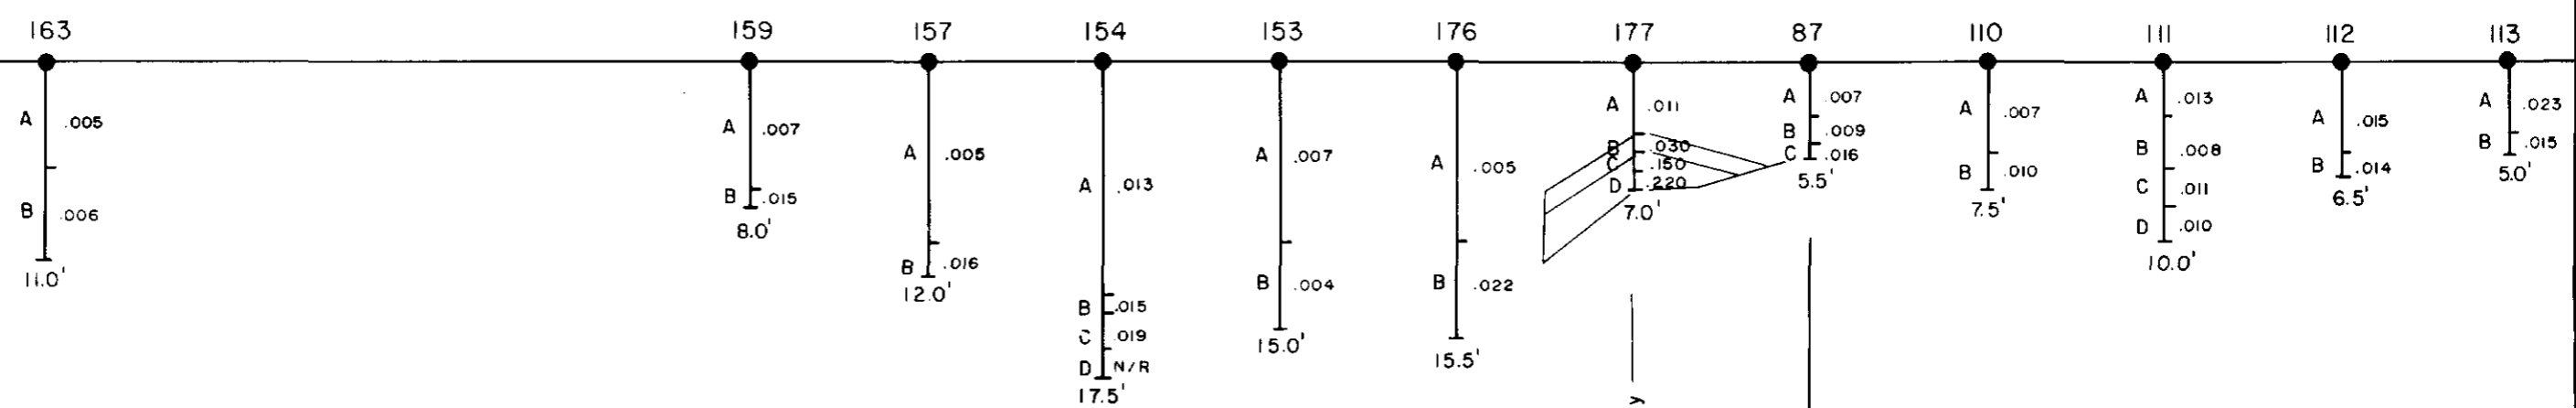 163 159 157 154 153 176 177 87 110 111 112 113
A .005
B .006
11.0'
A .007
B .015
8.0'
A .005
B .016
12.0'
A .013
B .015
C .019
D N/R
17.5'
A .007
B .004
15.0'
A .005
B .022
15.5'
A .011
B .030
C .150
D .220
7.0'
A .007
B .009
C .016
5.5'
A .007
B .010
7.5'
A .013
B .008
C .011
D .010
10.0'
A .015
B .014
6.5'
A .023
B .015
5.0'
y